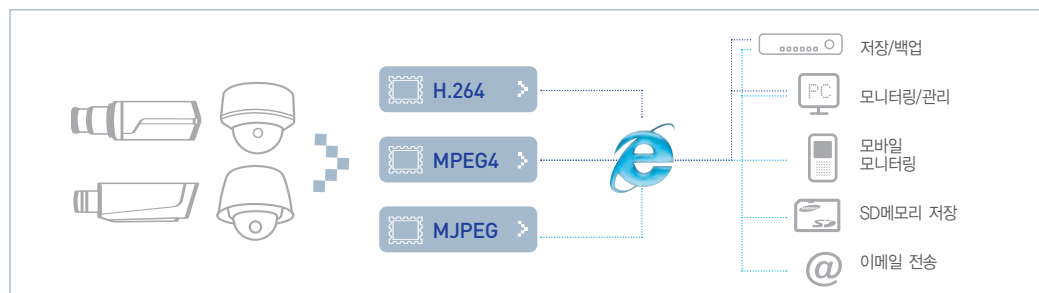 H.264
MPEG4
MJPEG
저장/백업
PC
모니터링/관리
모바일
모니터링
SD메모리 저장
@
이메일 전송